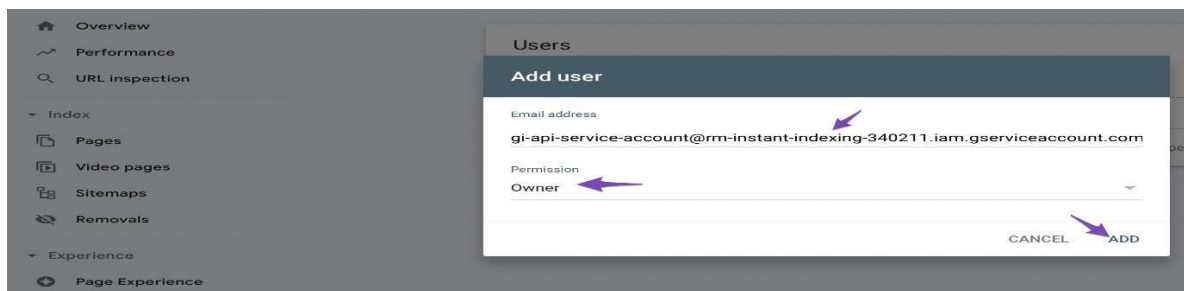 Overview
Performance
URL inspection
Index
Pages
Video pages
Sitemaps
Removals
Experience
Page Experience
Users
Add user
Email address
gi-api-service-account@rm-instant-indexing-340211.iam.gserviceaccount.com
Permission
Owner
CANCEL ADD